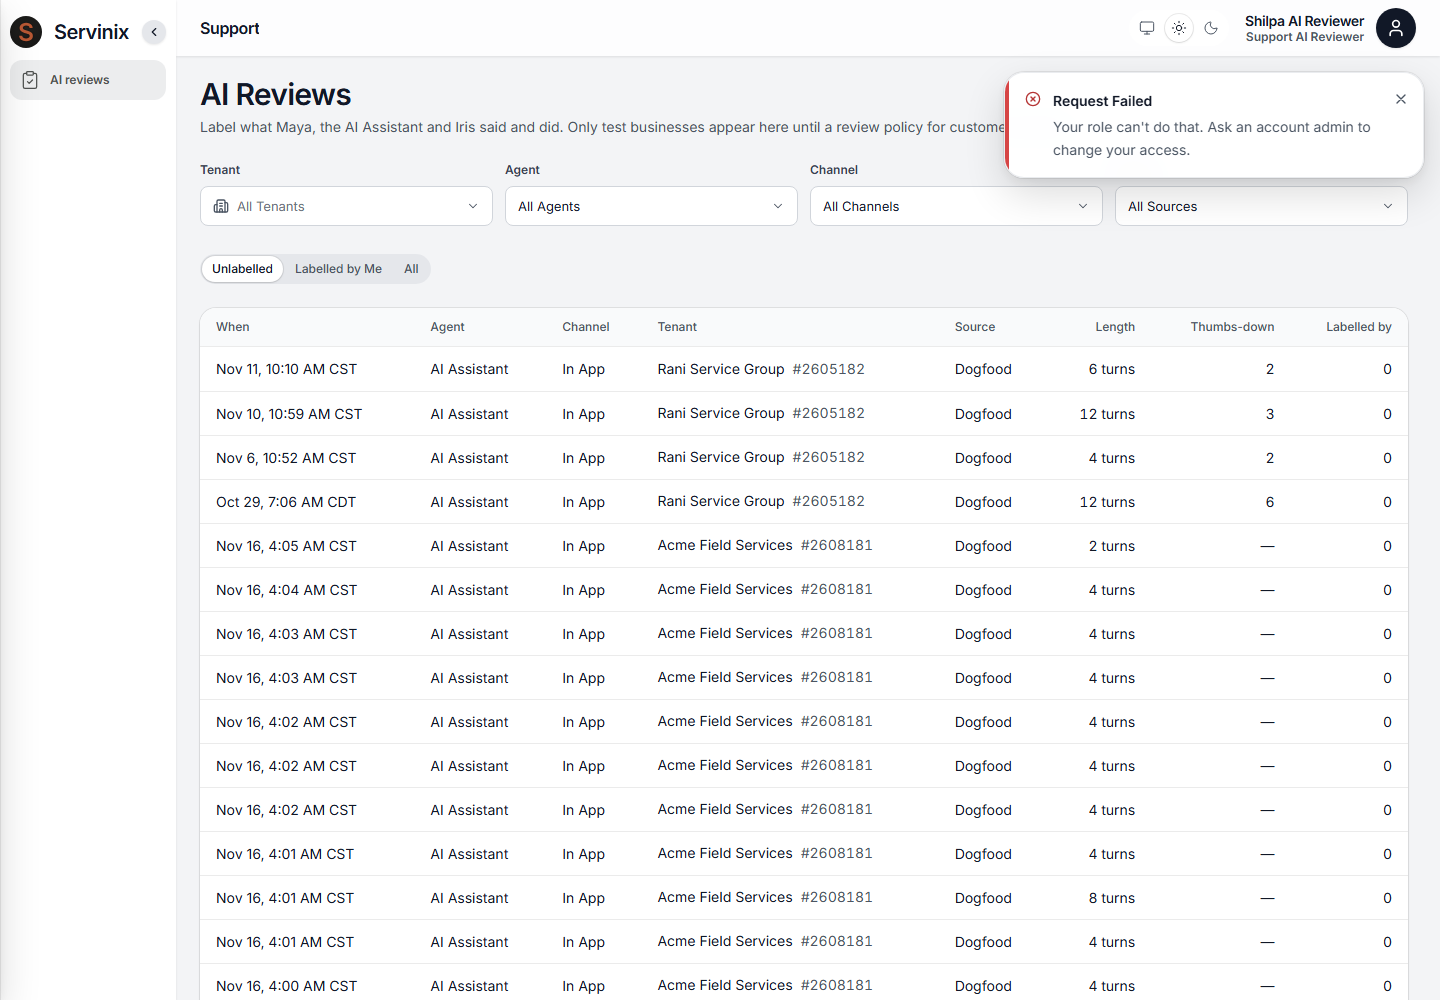 S Servinix
AI reviews
Support
Shilpa AI Reviewer
Support AI Reviewer
Request Failed
Your role can't do that. Ask an account admin to
change your access.
AI Reviews
Label what Maya, the AI Assistant and Iris said and did. Only test businesses appear here until a review policy for
Tenant Agent Channel
All Tenants All Agents All Channels All Sources
Unlabelled Labelled by Me All
When Agent Channel Tenant Source Length Thumbs-down Labelled by
Nov 11, 10:10 AM CST AI Assistant In App Rani Service Group #2605182 Dogfood 6 turns 2 0
Nov 10, 10:59 AM CST AI Assistant In App Rani Service Group #2605182 Dogfood 12 turns 3 0
Nov 6, 10:52 AM CST AI Assistant In App Rani Service Group #2605182 Dogfood 4 turns 2 0
Oct 29, 7:06 AM CDT AI Assistant In App Rani Service Group #2605182 Dogfood 12 turns 6 0
Nov 16, 4:05 AM CST AI Assistant In App Acme Field Services #2608181 Dogfood 2 turns — 0
Nov 16, 4:04 AM CST AI Assistant In App Acme Field Services #2608181 Dogfood 4 turns — 0
Nov 16, 4:03 AM CST AI Assistant In App Acme Field Services #2608181 Dogfood 4 turns — 0
Nov 16, 4:03 AM CST AI Assistant In App Acme Field Services #2608181 Dogfood 4 turns — 0
Nov 16, 4:02 AM CST AI Assistant In App Acme Field Services #2608181 Dogfood 4 turns — 0
Nov 16, 4:02 AM CST AI Assistant In App Acme Field Services #2608181 Dogfood 4 turns — 0
Nov 16, 4:02 AM CST AI Assistant In App Acme Field Services #2608181 Dogfood 4 turns — 0
Nov 16, 4:01 AM CST AI Assistant In App Acme Field Services #2608181 Dogfood 4 turns — 0
Nov 16, 4:01 AM CST AI Assistant In App Acme Field Services #2608181 Dogfood 8 turns — 0
Nov 16, 4:01 AM CST AI Assistant In App Acme Field Services #2608181 Dogfood 4 turns — 0
Nov 16, 4:00 AM CST AI Assistant In App Acme Field Services #2608181 Dogfood 4 turns — 0